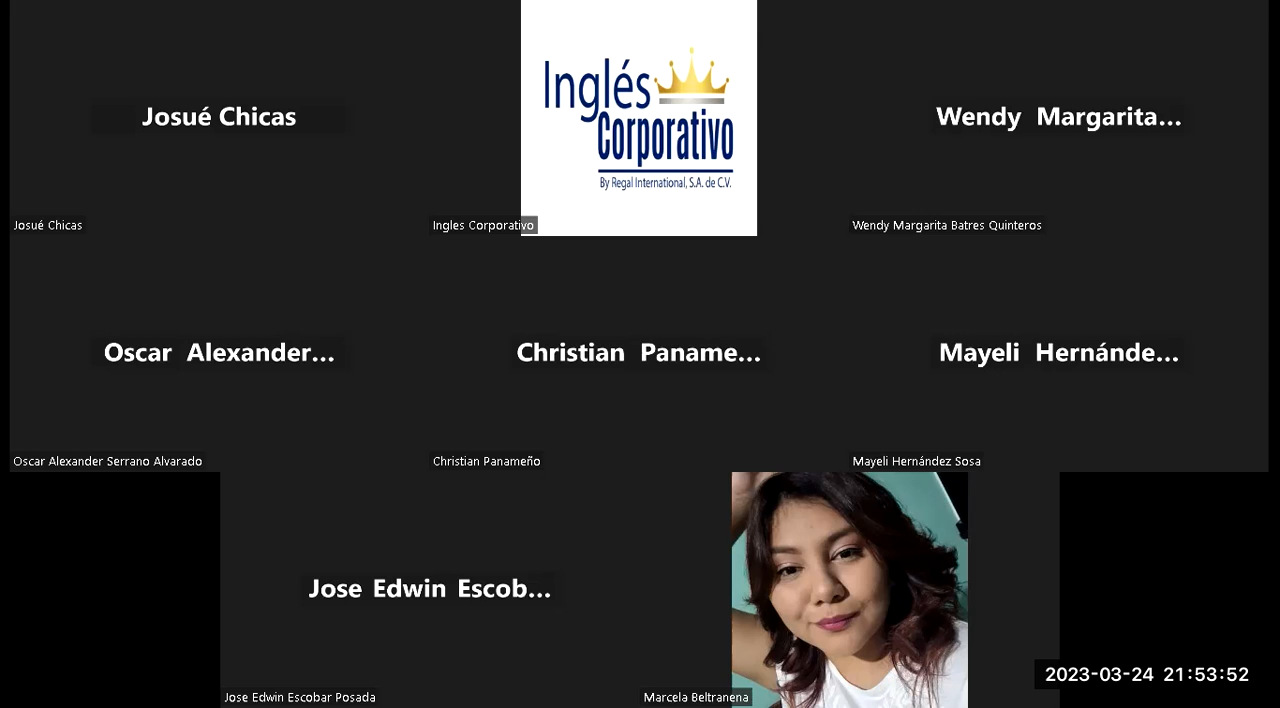 Josué Chicas
Josué Chicas
Inglés
Corporativo
By Regal International, S.A. de C.V.
Ingles Corporativo
Wendy Margarita...
Wendy Margarita Batres Quinteros
Oscar Alexander...
Oscar Alexander Serrano Alvarado
Christian Paname...
Christian Panameño
Mayeli Hernánde...
Mayeli Hernández Sosa
Jose Edwin Escob...
Jose Edwin Escobar Posada
Marcela Beltranena
2023-03-24 21:53:52